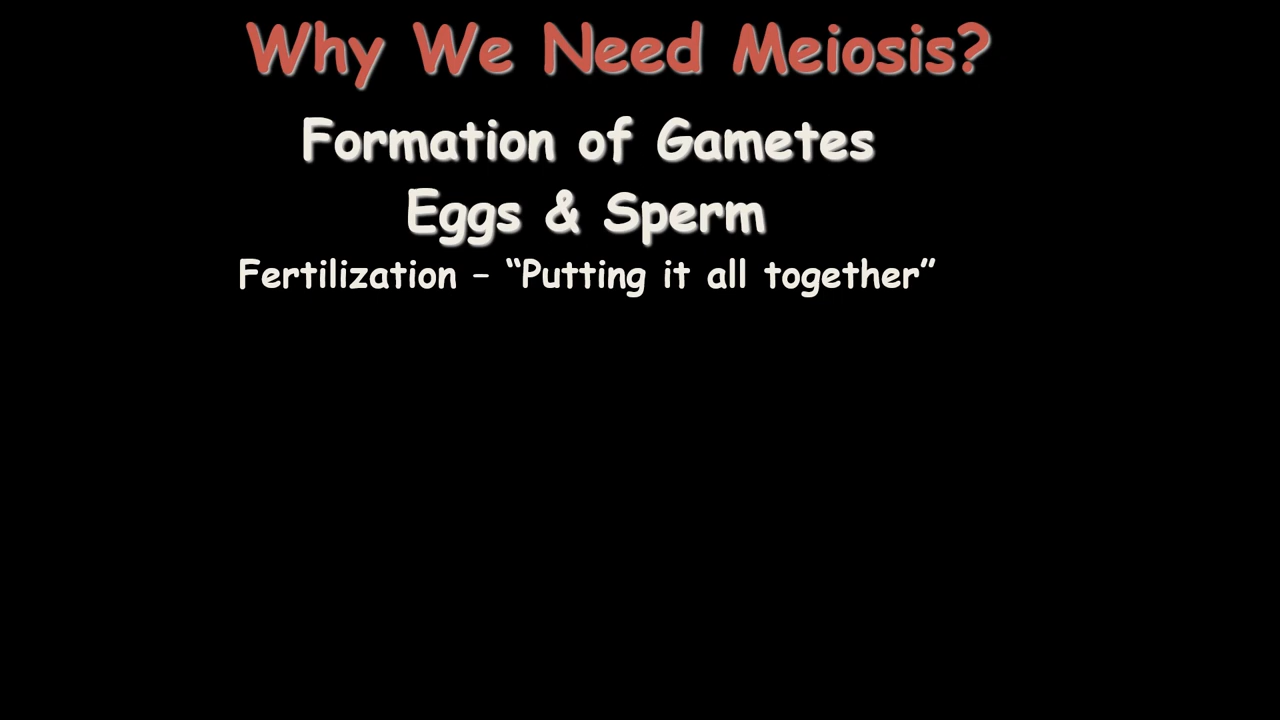 Why We Need Meiosis?
Formation of Gametes
Eggs & Sperm
Fertilization – “Putting it all together”